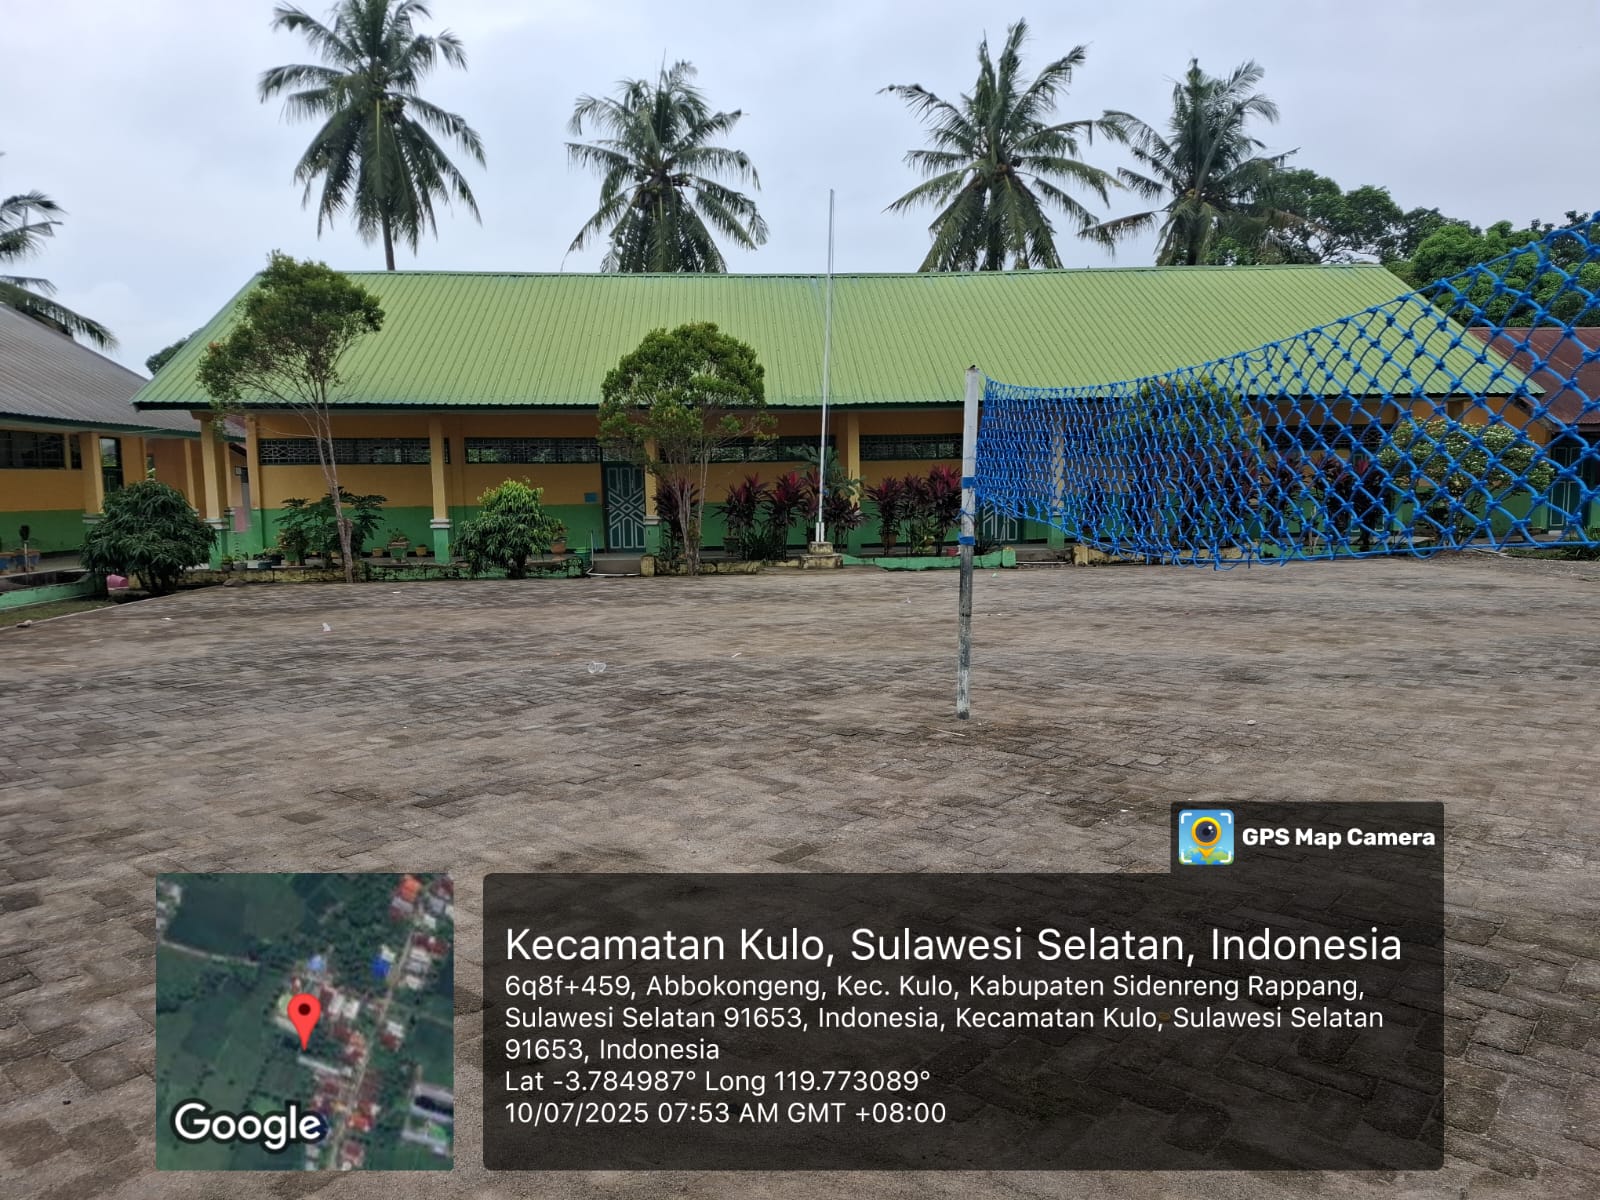 GPS Map Camera
Kecamatan Kulo, Sulawesi Selatan, Indonesia
6q8f+459, Abbokongeng, Kec. Kulo, Kabupaten Sidenreng Rappang,
Sulawesi Selatan 91653, Indonesia, Kecamatan Kulo, Sulawesi Selatan
91653, Indonesia
Lat -3.784987° Long 119.773089°
10/07/2025 07:53 AM GMT +08:00
Google